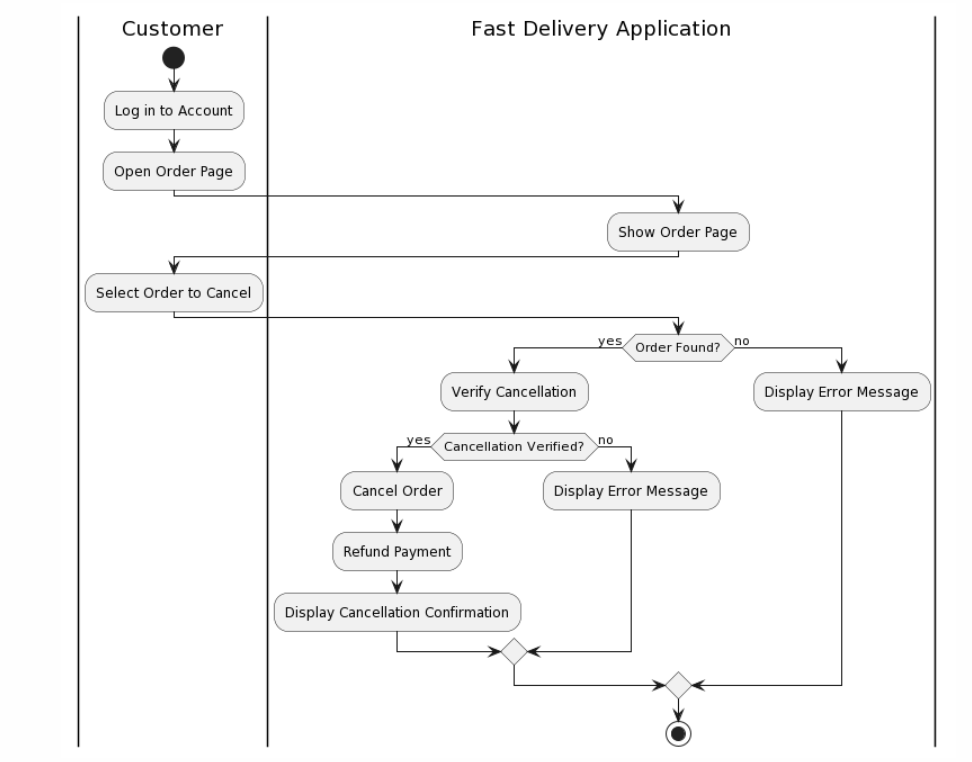 Customer
Fast Delivery Application
Log in to Account
Open Order Page
Show Order Page
Select Order to Cancel
yes
Order Found?
no
Verify Cancellation
Display Error Message
yes
Cancellation Verified?
no
Cancel Order
Display Error Message
Refund Payment
Display Cancellation Confirmation